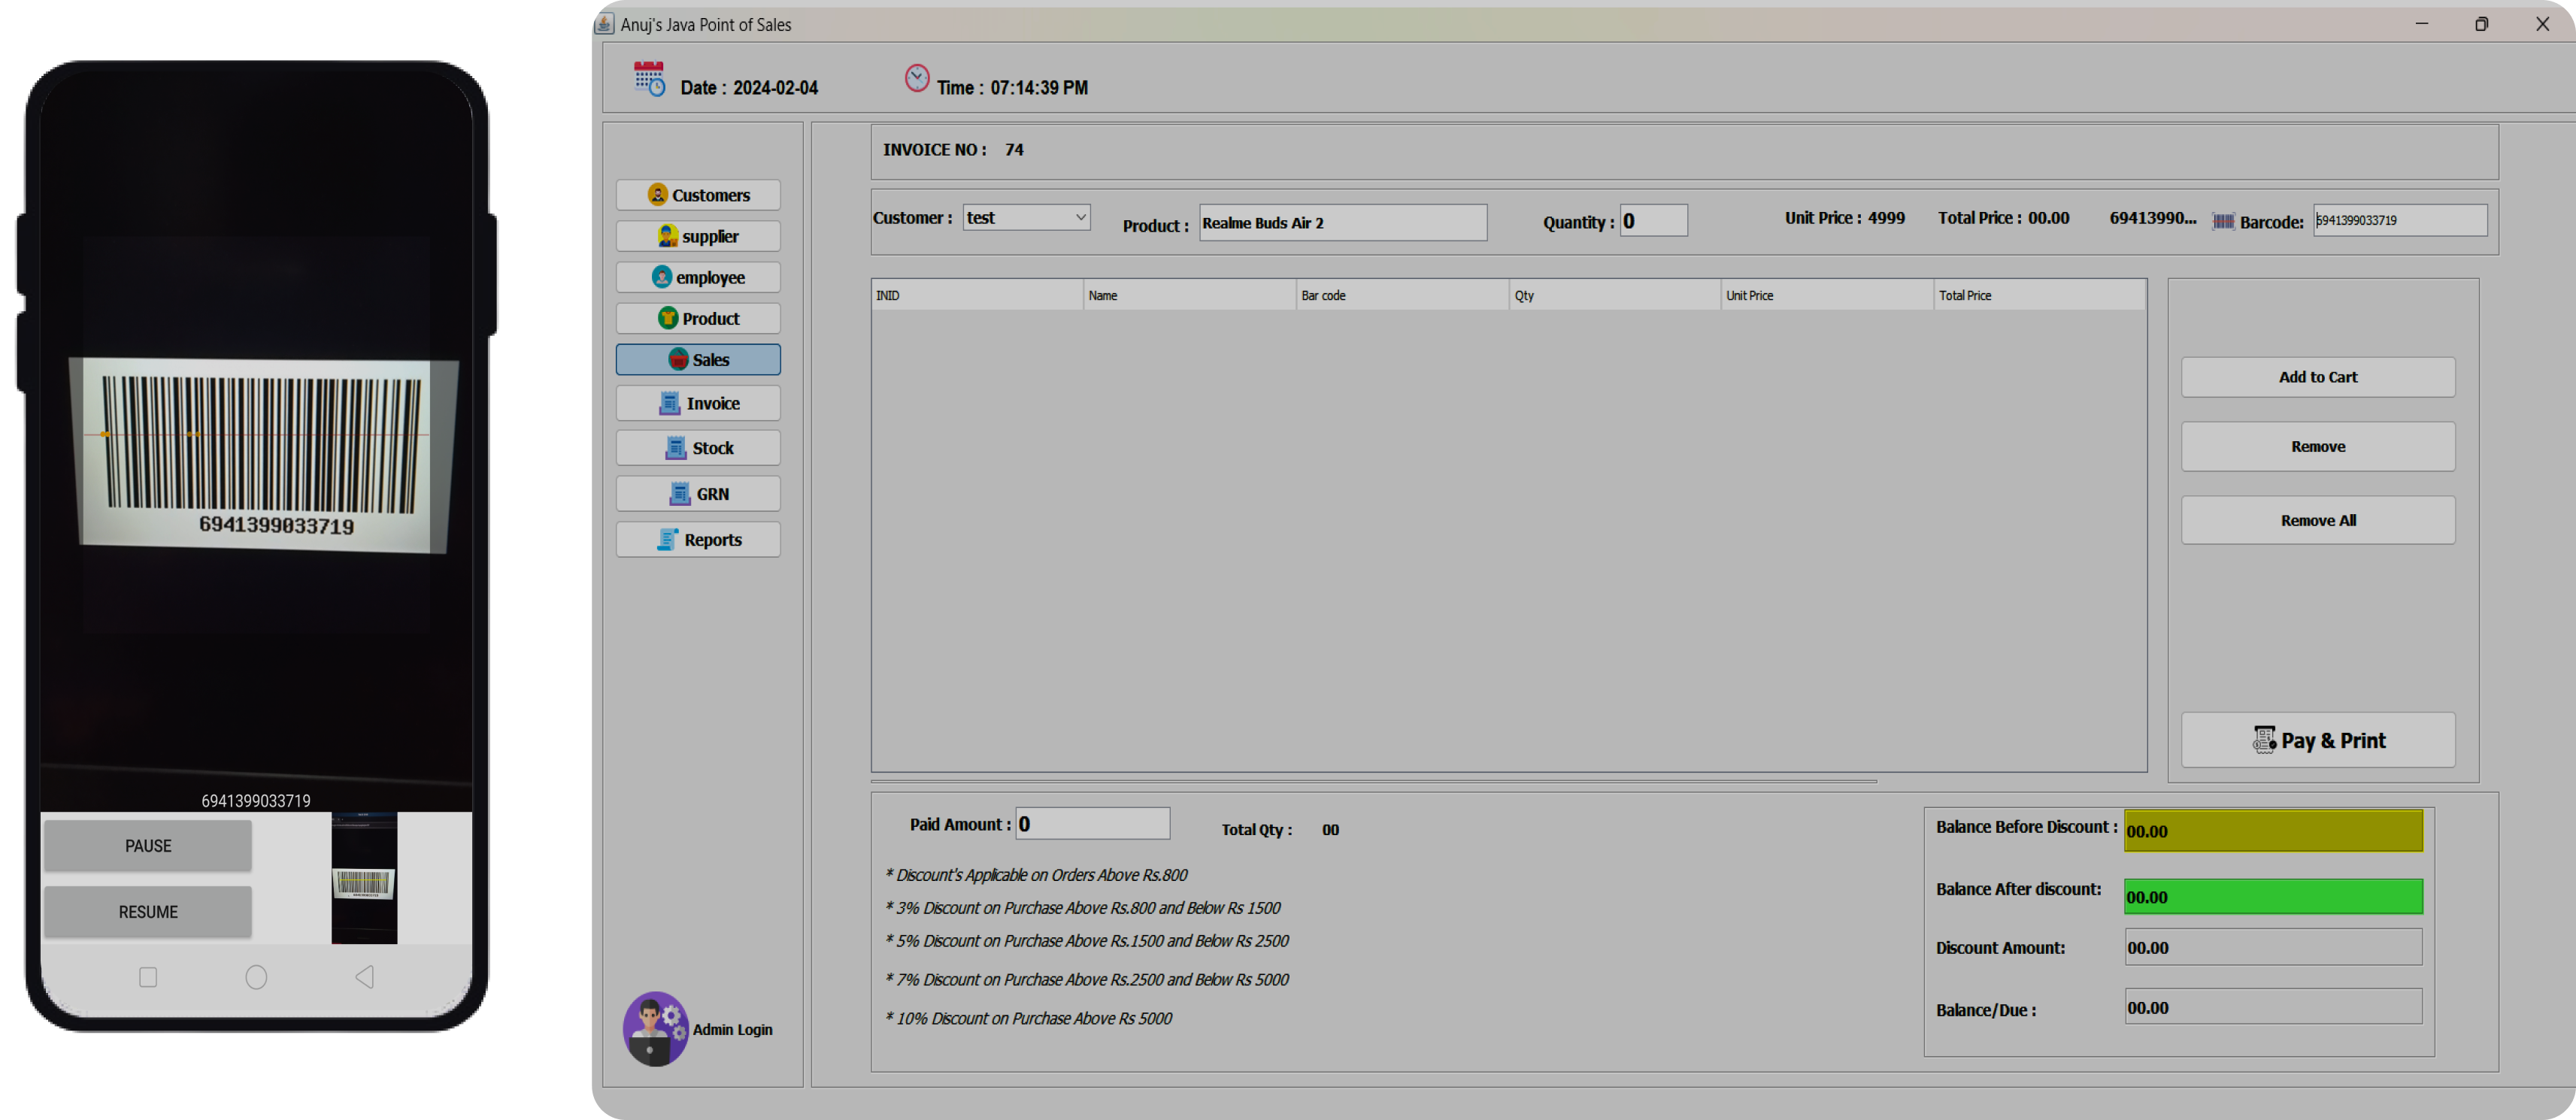 6941399033719
6941399033719
PAUSE
RESUME
Anuj's Java Point of Sales
Date : 2024-02-04
Time : 07:14:39 PM
Customers
supplier
employee
Product
Sales
Invoice
Stock
GRN
Reports
Admin Login
INVOICE NO : 74
Customer : test
Product : Realme Buds Air 2
Quantity : 0
Unit Price : 4999
Total Price : 00.00
69413990...
Barcode: 6941399033719
INID Name Bar code Qty Unit Price Total Price
Add to Cart
Remove
Remove All
Pay & Print
Paid Amount : 0
Total Qty : 00
* Discount's Applicable on Orders Above Rs.800
* 3% Discount on Purchase Above Rs.800 and Below Rs 1500
* 5% Discount on Purchase Above Rs.1500 and Below Rs 2500
* 7% Discount on Purchase Above Rs.2500 and Below Rs 5000
* 10% Discount on Purchase Above Rs 5000
Balance Before Discount : 00.00
Balance After discount: 00.00
Discount Amount: 00.00
Balance/Due : 00.00